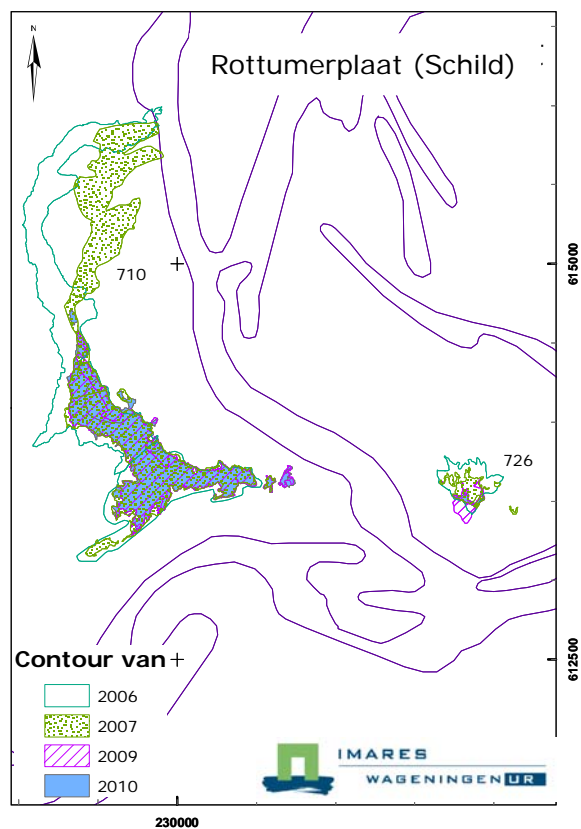 N
Rottumerplaat (Schild)
615000
710
726
612500
Contour van
2006
2007
2009
2010
IMARES
WAGENINGEN UR
230000